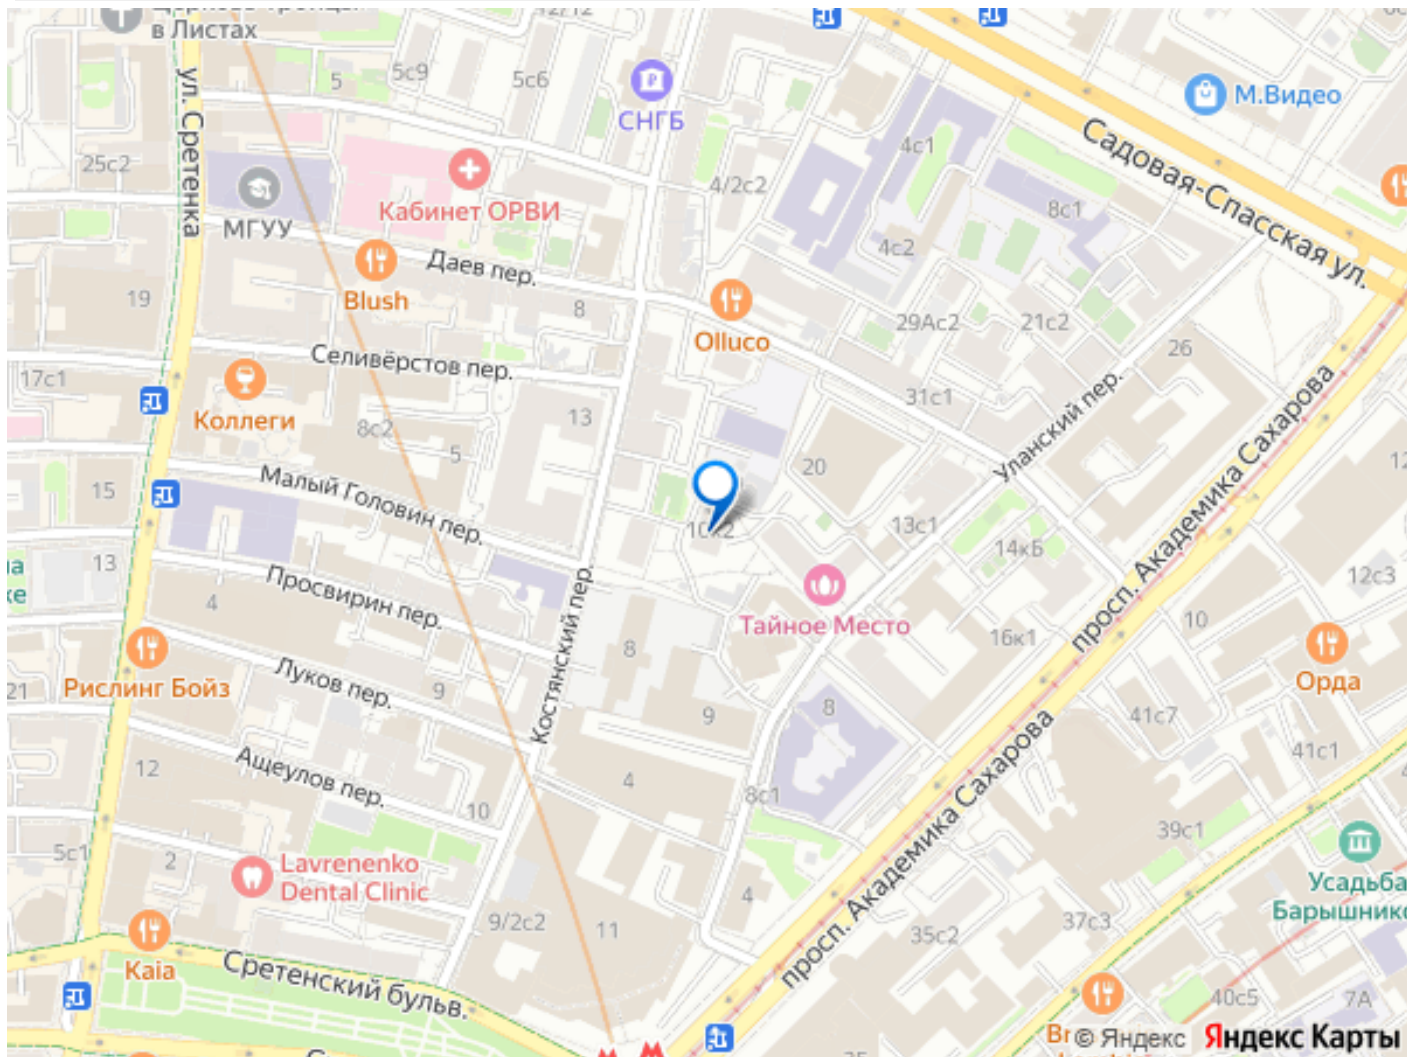 в Листах
ул. Сретенка
5
5с9
5с6
12/12
СНГБ
М.Видео
Садовая-Спасская ул.
25с2
МГУУ
Кабинет ОРВИ
4/2с2
4с1
8с1
4с2
Даев пер.
Blush
19
8
Olluco
29Ас2
21с2
26
Селивёрстов пер.
17с1
Коллеги
8с2
5
13
31с1
Уланский пер.
просп. Академика Сахарова
15
Малый Головин пер.
20
10к2
13с1
14кБ
13
4
Просвирин пер.
Костянский пер.
Тайное Место
16к1
10
12с3
Рислинг Бойз
21
Луков пер.
9
8
9
8
41с7
Орда
41с1
12
Ащеулов пер.
10
4
8с1
просп. Академика Сахарова
39с1
5с1
2
Lavrenenko
Dental Clinic
4
Усадьба
9/2с2
11
35с2
37с3
Kaia
Сретенский бульв.
40с5
7А
© Яндекс
Яндекс Карты